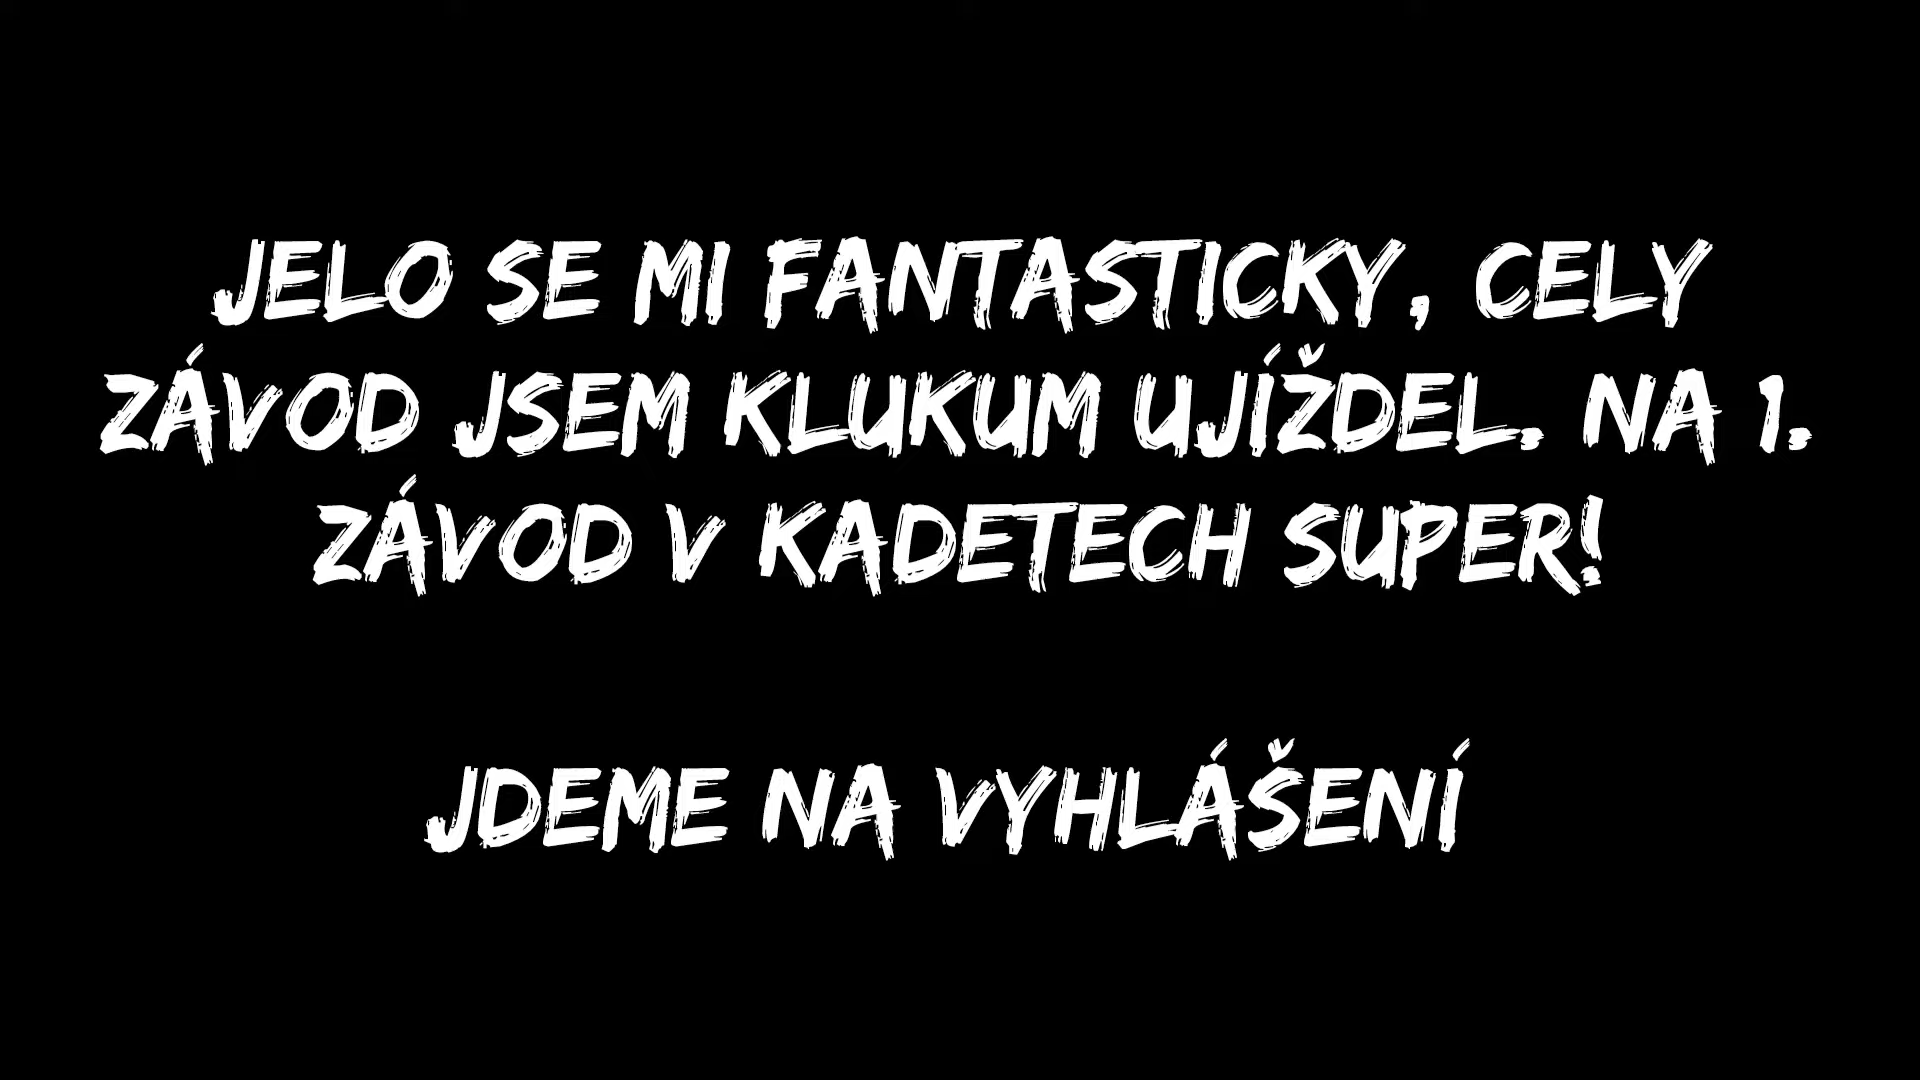 JELO SE MI FANTASTICKY, CELY
ZÁVOD JSEM KLUKUM UJÍŽDEL. NA 1.
ZÁVOD V KADETECH SUPER!
JDEME NA VYHLÁŠENÍ